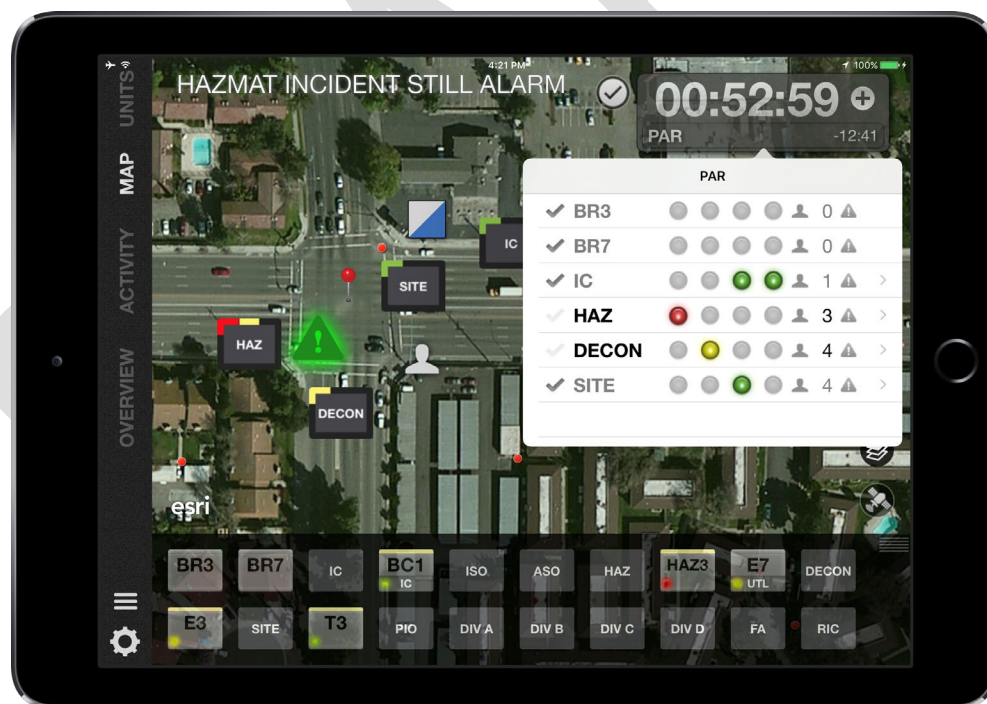 4:21 PM
100%
HAZMAT INCIDENT STILL ALARM
00:52:59
PAR -12:41
UNITS
MAP
ACTIVITY
OVERVIEW
PAR
BR3 0
BR7 0
IC 1
HAZ 3
DECON 4
SITE 4
IC
SITE
HAZ
DECON
esri
BR3 BR7 IC BC1 IC ISO ASO HAZ HAZ3 E7 UTL DECON
E3 SITE T3 PIO DIV A DIV B DIV C DIV D FA RIC